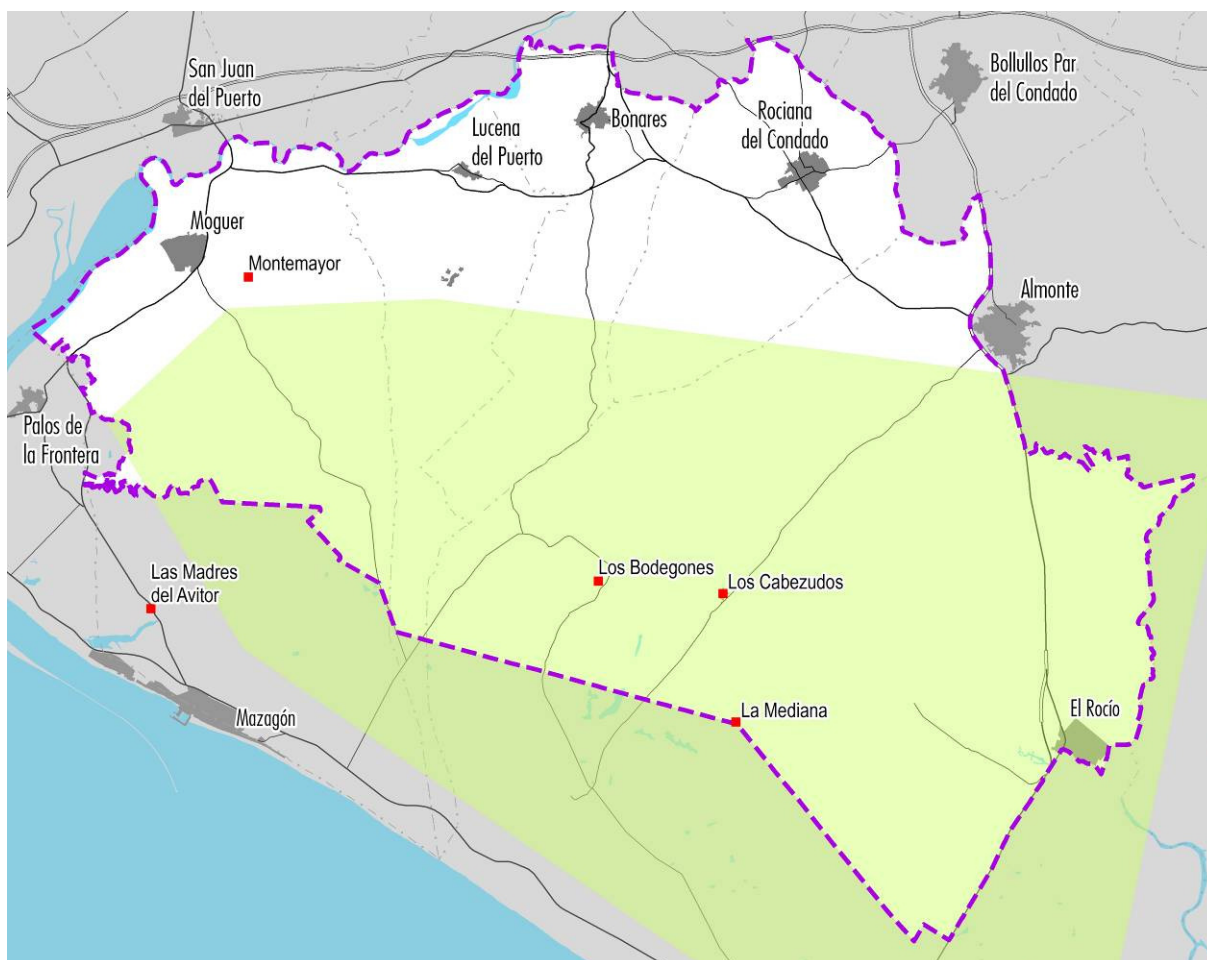 San Juan
del Puerto
Bollullos Par
del Condado
Lucena
del Puerto
Bonares
Rociana
del Condado
Moguer
Montemayor
Almonte
Palos de
la Frontera
Las Madres
del Avitor
Los Bodegones
Los Cabezudos
La Mediana
El Rocío
Mazagón